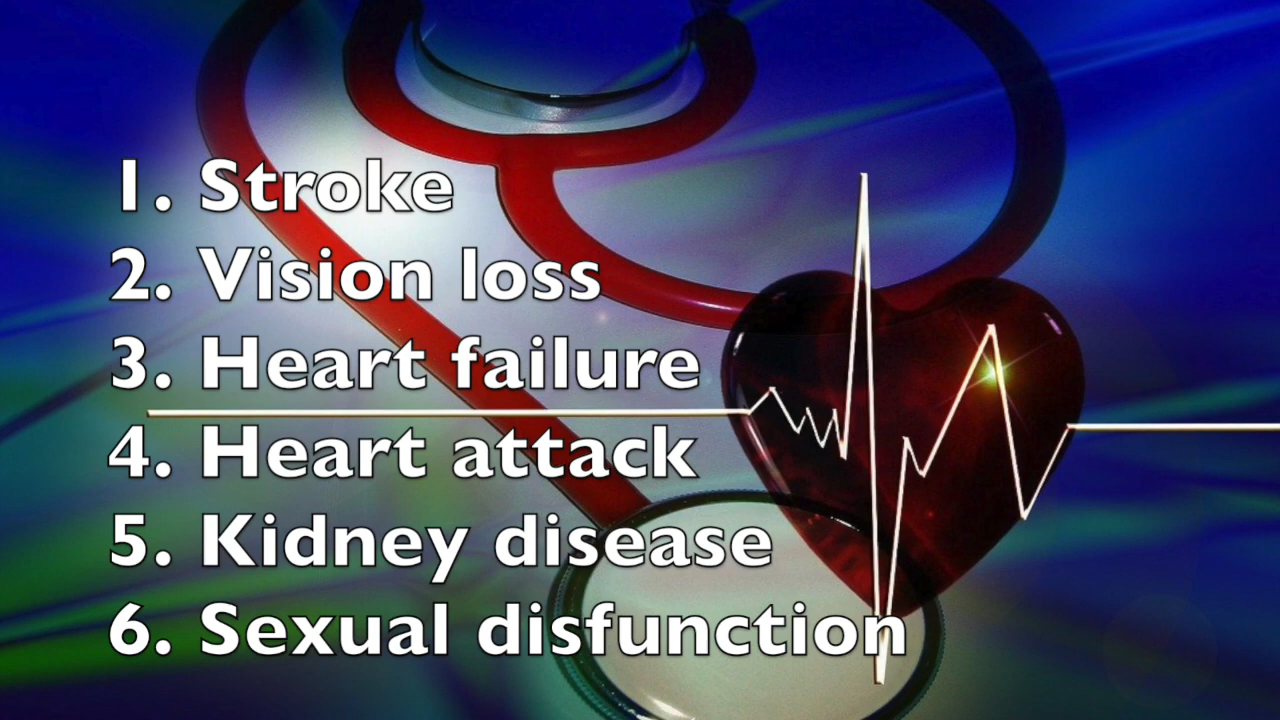 1. Stroke
2. Vision loss
3. Heart failure
4. Heart attack
5. Kidney disease
6. Sexual disfunction